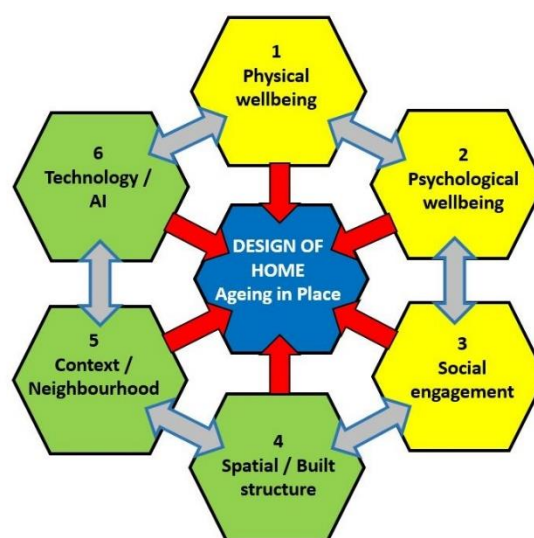 1
Physical
wellbeing
2
Psychological
wellbeing
3
Social
engagement
4
Spatial / Built
structure
5
Context /
Neighbourhood
6
Technology /
AI
DESIGN OF
HOME
Ageing in Place